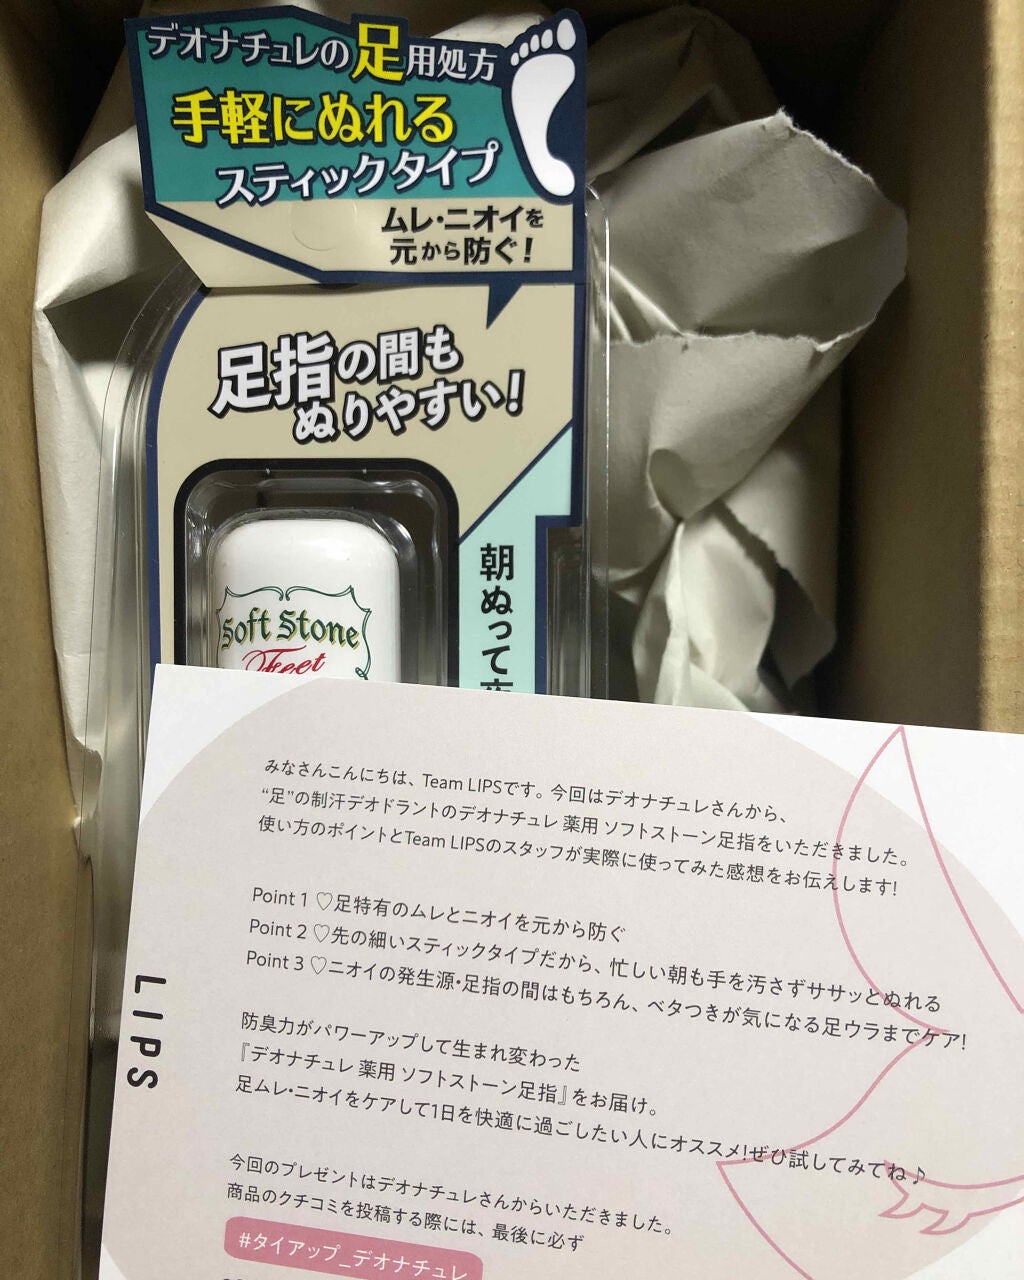 デオナチュレの足用処方
手軽にぬれる
スティックタイプ
ムレ・ニオイを
元から防ぐ!
足指の間も
ぬりやすい!
朝ぬって
Soft Stone
Feet
みなさんこんにちは、Team LIPSです。今回はデオナチュレさんから、
“足”の制汗デオドラントのデオナチュレ 薬用 ソフトストーン足指をいただきました。
使い方のポイントとTeam LIPSのスタッフが実際に使ってみた感想をお伝えします!
Point 1 ♡足特有のムレとニオイを元から防ぐ
Point 2 ♡先の細いスティックタイプだから、忙しい朝も手を汚さずササッとぬれる
Point 3 ♡ニオイの発生源・足指の間はもちろん、ベタつきが気になる足ウラまでケア!
防臭力がパワーアップして生まれ変わった
『デオナチュレ 薬用 ソフトストーン足指』をお届け。
足ムレ・ニオイをケアして1日を快適に過ごしたい人にオススメ!ぜひ試してみてね♪
今回のプレゼントはデオナチュレさんからいただきました。
商品のクチコミを投稿する際には、最後に必ず
#タイアップ_デオナチュレ
LIPS